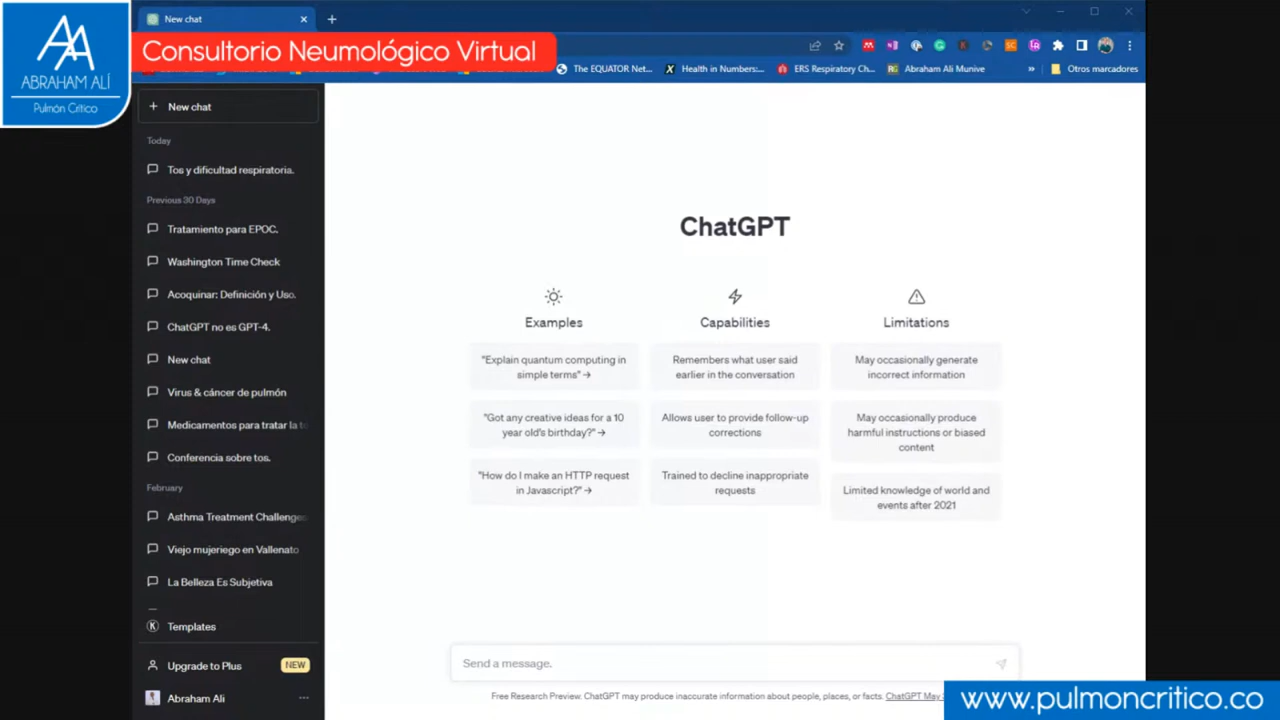 New chat
Consultorio Neumológico Virtual
AA
ABRAHAM ALÍ
Pulmón Crítico
The EQUATOR Net...
Health in Numbers:...
ERS Respiratory Ch...
Abraham Ali Munive
»
Otros marcadores
New chat
Today
Tos y dificultad respiratoria.
Previous 30 Days
Tratamiento para EPOC.
Washington Time Check
Acoquinar: Definición y Uso.
ChatGPT no es GPT-4.
New chat
Virus & cáncer de pulmón
Medicamentos para tratar la to
Conferencia sobre tos.
February
Asthma Treatment Challenges
Viejo mujeriego en Vallenato
La Belleza Es Subjetiva
Templates
Upgrade to Plus
NEW
Abraham Ali
ChatGPT
Examples
"Explain quantum computing in
simple terms" →
"Got any creative ideas for a 10
year old's birthday?" →
"How do I make an HTTP request
in Javascript?" →
Capabilities
Remembers what user said
earlier in the conversation
Allows user to provide follow-up
corrections
Trained to decline inappropriate
requests
Limitations
May occasionally generate
incorrect information
May occasionally produce
harmful instructions or biased
content
Limited knowledge of world and
events after 2021
Send a message.
Free Research Preview. ChatGPT may produce inaccurate information about people, places, or facts. ChatGPT May
www.pulmoncritico.co